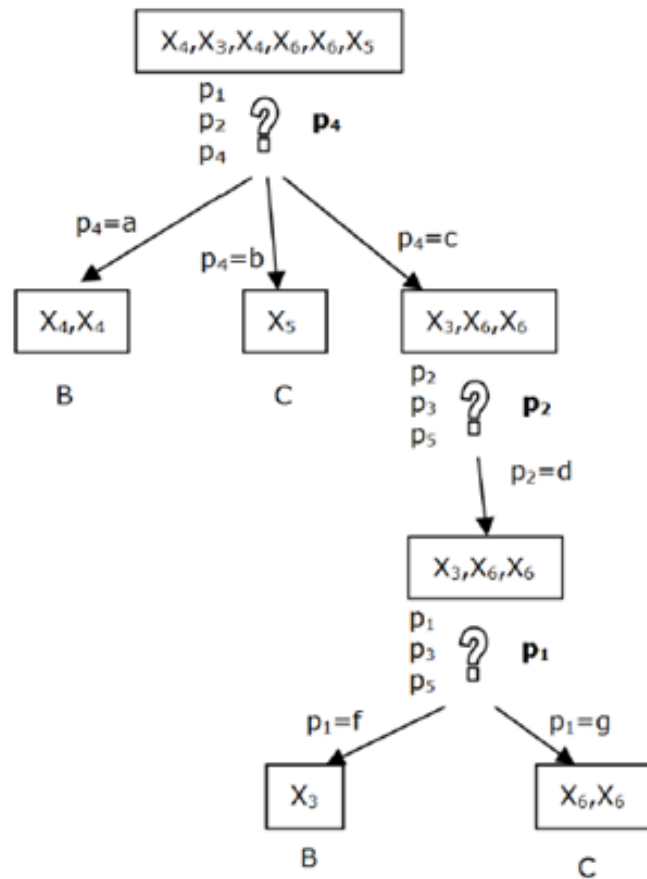 X₄,X₃,X₄,X₆,X₆,X₅
p₁
p₂ p₄
p₄
p₄=a
p₄=b
p₄=c
X₄,X₄
X₅
X₃,X₆,X₆
B
C
p₂
p₃ p₂
p₅
p₂=d
X₃,X₆,X₆
p₁
p₃ p₁
p₅
p₁=f
p₁=g
X₃
X₆,X₆
B
C